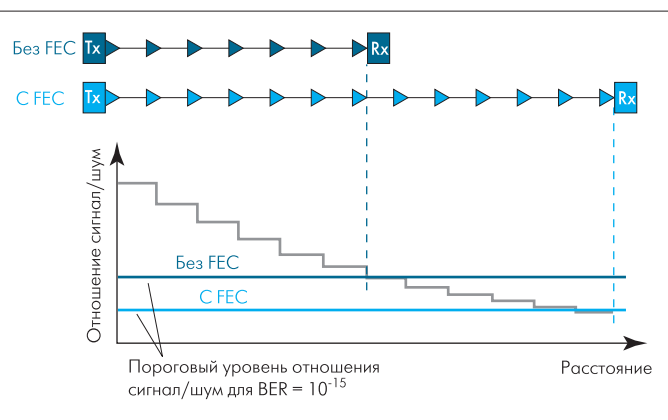 Без FEC Tx Rx
С FEC Tx Rx
Отношение сигнал/шум
Без FEC
С FEC
Пороговый уровень отношения
сигнал/шум для BER = 10⁻¹⁵
Расстояние